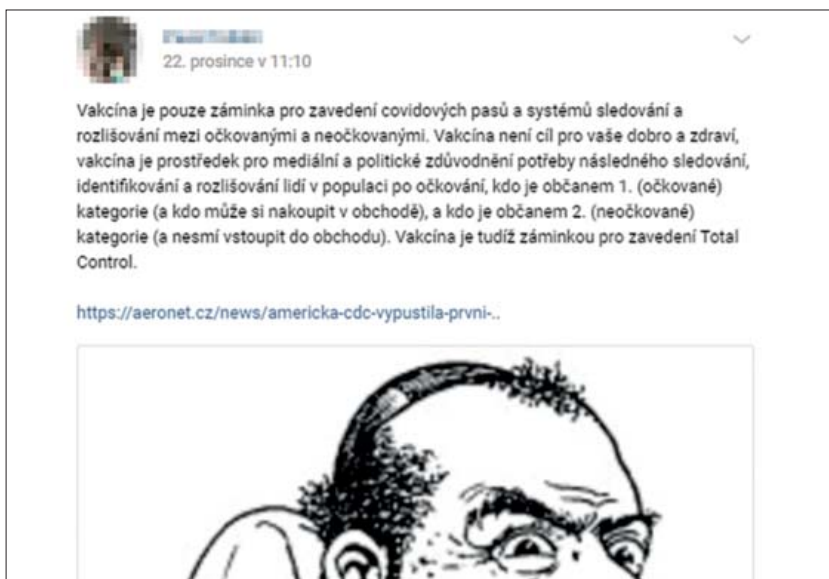 22. prosince v 11:10
Vakcína je pouze záminka pro zavedení covidových pasů a systémů sledování a
rozlišování mezi očkovanými a neočkovanými. Vakcína není cíl pro vaše dobro a zdraví,
vakcína je prostředek pro mediální a politické zdůvodnění potřeby následného sledování,
identifikování a rozlišování lidí v populaci po očkování, kdo je občanem 1. (očkované)
kategorie (a kdo může si nakoupit v obchodě), a kdo je občanem 2. (neočkované)
kategorie (a nesmí vstoupit do obchodu). Vakcína je tudíž záminkou pro zavedení Total
Control.
https://aeronet.cz/news/americka-cdc-vypustila-prvni-..